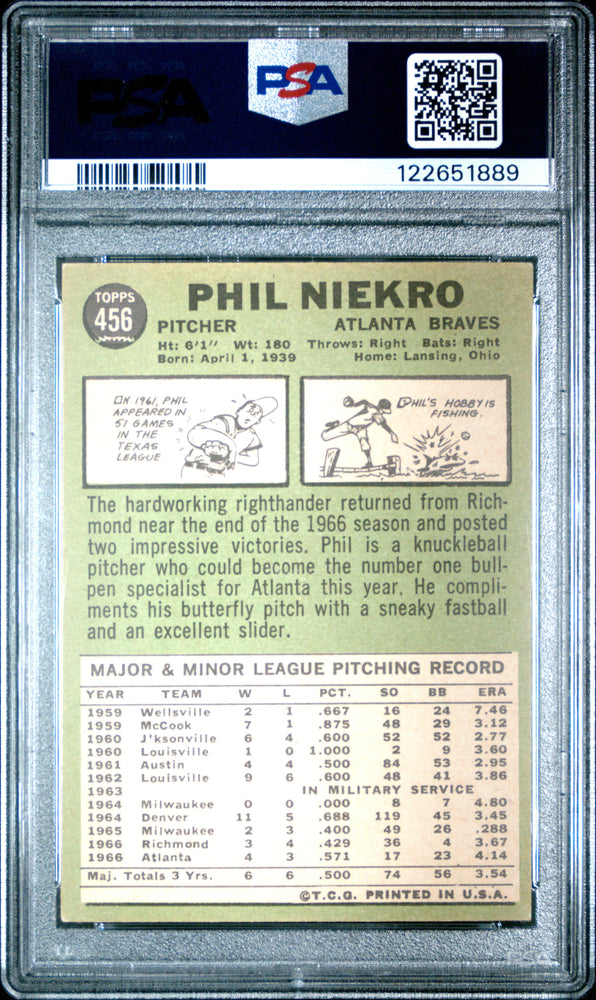 PSA
PSA
122651889
TOPPS
456
PHIL NIEKRO
PITCHER ATLANTA BRAVES
Ht: 6'1" Wt: 180 Throws: Right Bats: Right
Born: April 1, 1939 Home: Lansing, Ohio
IN 1961, PHIL
APPEARED IN
51 GAMES
IN THE
TEXAS
LEAGUE.
PHIL'S HOBBY IS
FISHING.
The hardworking righthander returned from Rich-
mond near the end of the 1966 season and posted
two impressive victories. Phil is a knuckleball
pitcher who could become the number one bull-
pen specialist for Atlanta this year. He compli-
ments his butterfly pitch with a sneaky fastball
and an excellent slider.
MAJOR & MINOR LEAGUE PITCHING RECORD
YEAR TEAM W L PCT. SO BB ERA
1959 Wellsville 2 1 .667 16 24 7.46
1959 McCook 7 1 .875 48 29 3.12
1960 J'ksonville 6 4 .600 52 52 2.77
1960 Louisville 1 0 1.000 2 9 3.60
1961 Austin 4 4 .500 84 53 2.95
1962 Louisville 9 6 .600 48 41 3.86
1963 IN MILITARY SERVICE
1964 Milwaukee 0 0 .000 8 7 4.80
1964 Denver 11 5 .688 119 45 3.45
1965 Milwaukee 2 3 .400 49 26 .288
1966 Richmond 3 4 .429 36 4 3.67
1966 Atlanta 4 3 .571 17 23 4.14
Maj. Totals 3 Yrs. 6 6 .500 74 56 3.54
©T.C.G. PRINTED IN U.S.A.
PSA